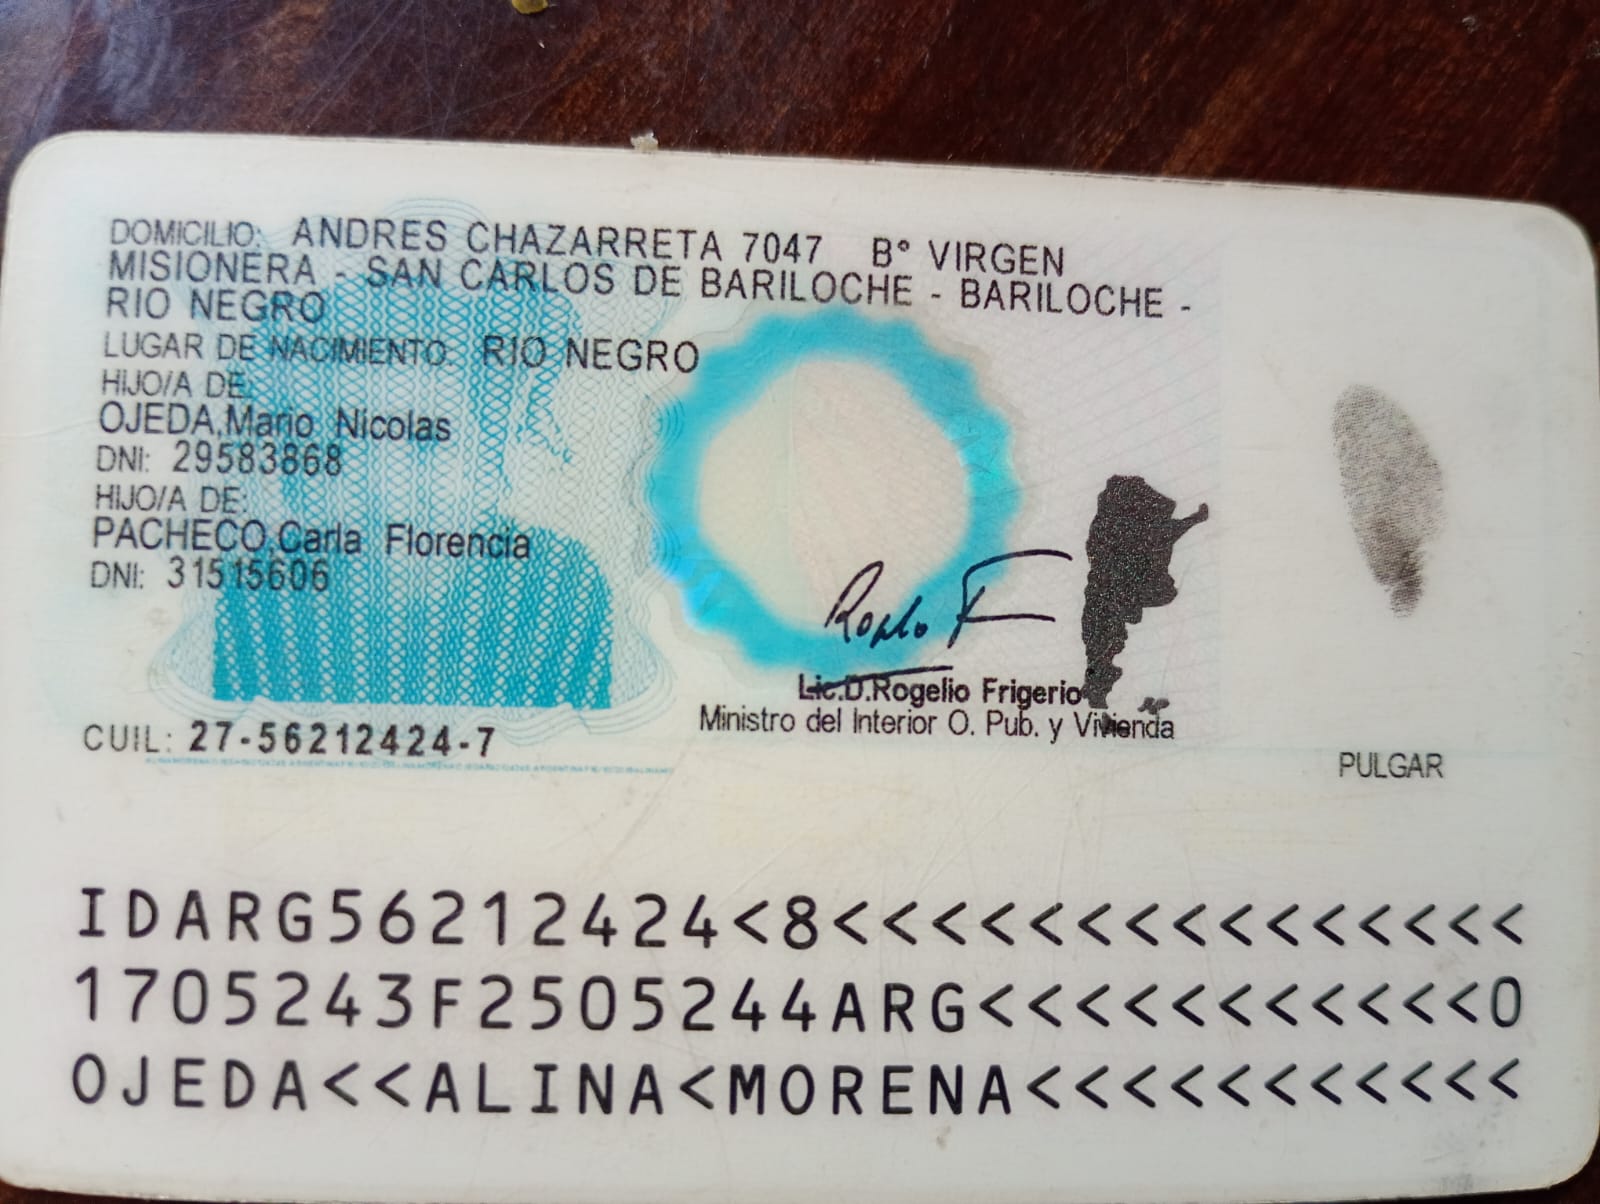 DOMICILIO: ANDRES CHAZARRETA 7047 B° VIRGEN
MISIONERA - SAN CARLOS DE BARILOCHE - BARILOCHE -
RIO NEGRO
LUGAR DE NACIMIENTO: RIO NEGRO
HIJO/A DE:
OJEDA,Mario Nicolas
DNI: 29583868
HIJO/A DE:
PACHECO,Carla Florencia
DNI: 31515606
Lic.D.Rogelio Frigerio
Ministro del Interior O. Pub. y Vivienda
CUIL: 27-56212424-7
PULGAR
IDARG56212424<8<<<<<<<<<<<<<<<
1705243F2505244ARG<<<<<<<<<<<0
OJEDA<<ALINA<MORENA<<<<<<<<<<<